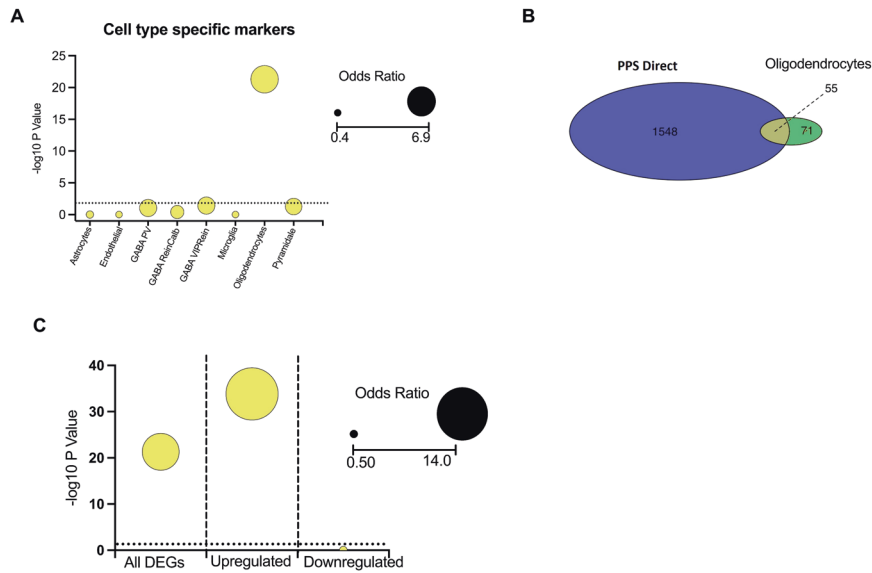 A
Cell type specific markers
-log10 P Value
25
20
15
10
5
0
Astrocytes
Endothelial
GABA PV
GABA ReinCalb
GABA VIPRein
Microglia
Oligodendrocytes
Pyramidale
Odds Ratio
0.4 6.9
B
PPS Direct
Oligodendrocytes
55
1548
71
C
-log10 P Value
40
30
20
10
0
All DEGs Upregulated Downregulated
Odds Ratio
0.50 14.0